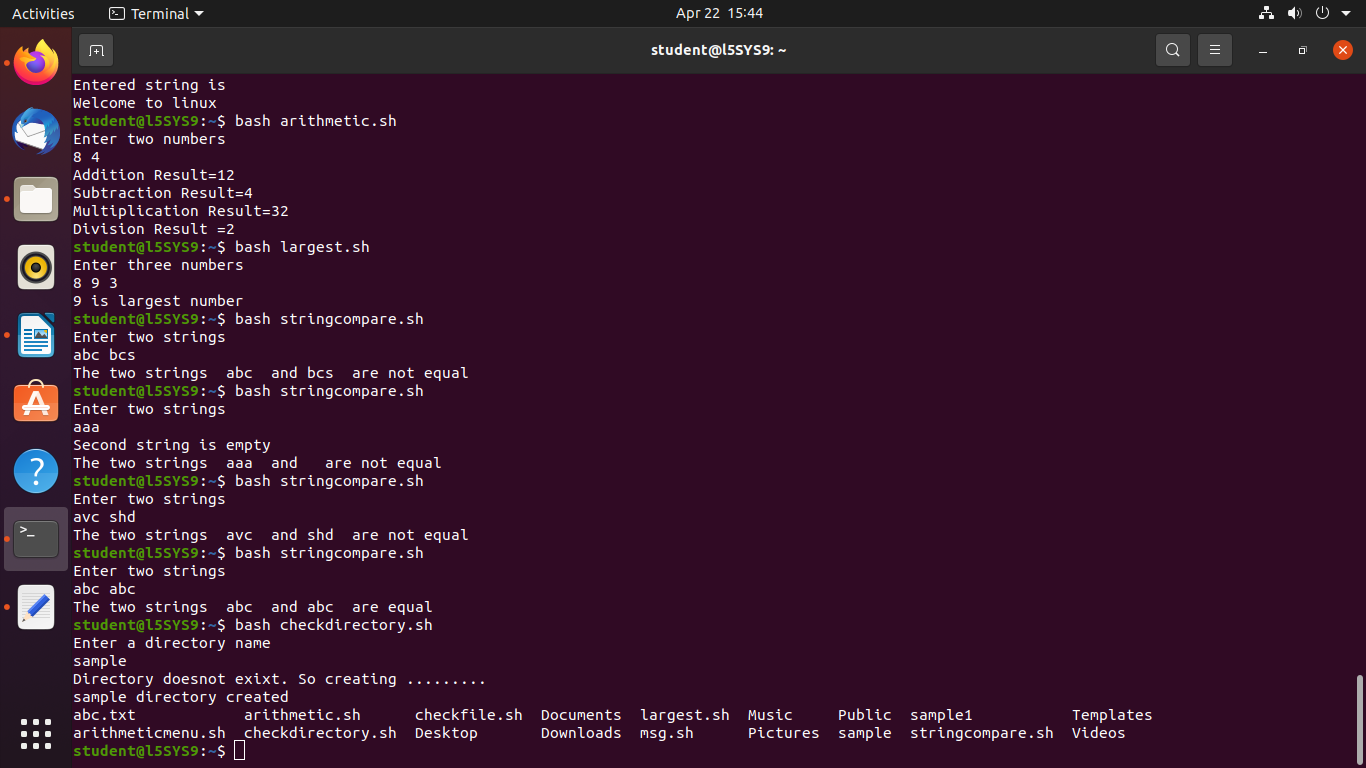 Activities Terminal Apr 22 15:44
student@l5SYS9: ~
Entered string is
Welcome to linux
student@l5SYS9:~$ bash arithmetic.sh
Enter two numbers
8 4
Addition Result=12
Subtraction Result=4
Multiplication Result=32
Division Result =2
student@l5SYS9:~$ bash largest.sh
Enter three numbers
8 9 3
9 is largest number
student@l5SYS9:~$ bash stringcompare.sh
Enter two strings
abc bcs
The two strings  abc  and bcs  are not equal
student@l5SYS9:~$ bash stringcompare.sh
Enter two strings
aaa
Second string is empty
The two strings  aaa  and   are not equal
student@l5SYS9:~$ bash stringcompare.sh
Enter two strings
avc shd
The two strings  avc  and shd  are not equal
student@l5SYS9:~$ bash stringcompare.sh
Enter two strings
abc abc
The two strings  abc  and abc  are equal
student@l5SYS9:~$ bash checkdirectory.sh
Enter a directory name
sample
Directory doesnot exixt. So creating .........
sample directory created
abc.txt            arithmetic.sh      checkfile.sh  Documents  largest.sh  Music     Public  sample1           Templates
arithmeticmenu.sh  checkdirectory.sh  Desktop       Downloads  msg.sh      Pictures  sample  stringcompare.sh  Videos
student@l5SYS9:~$